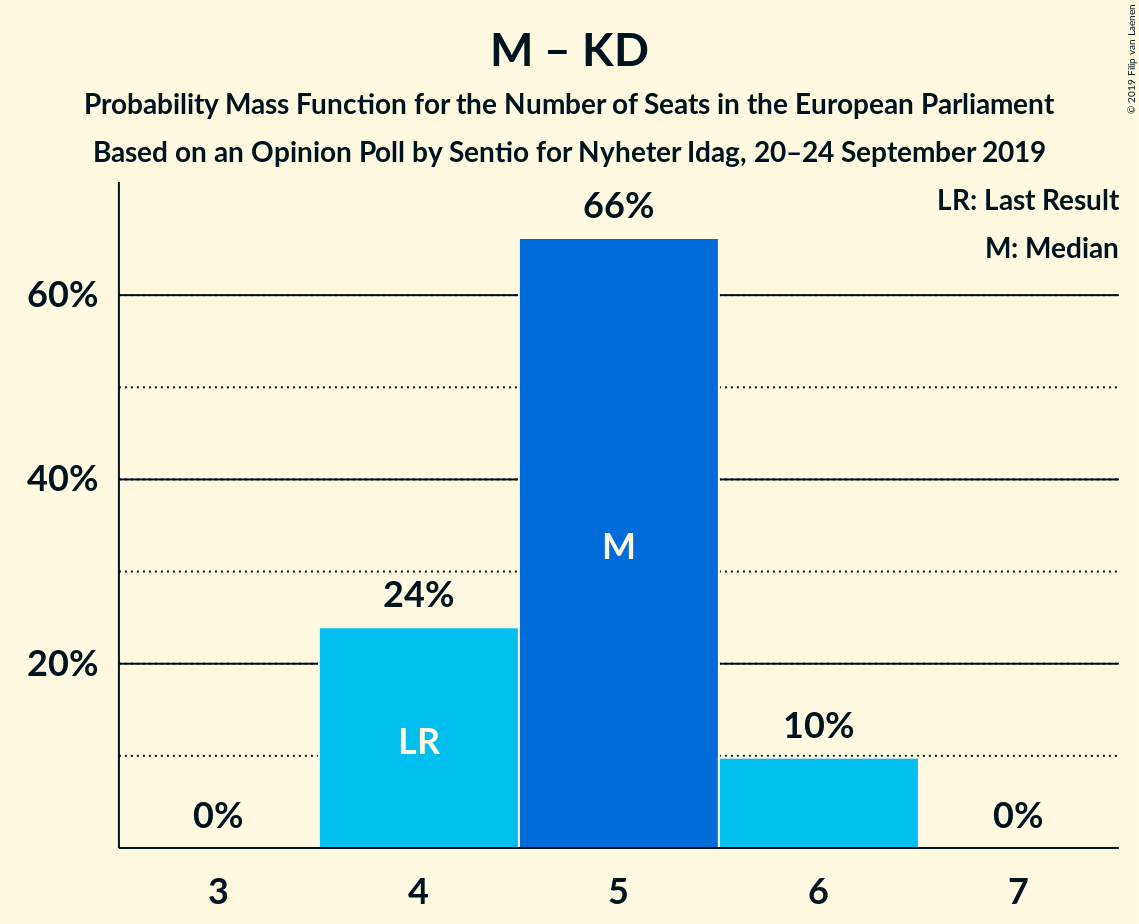 M – KD
Probability Mass Function for the Number of Seats in the European Parliament
Based on an Opinion Poll by Sentio for Nyheter Idag, 20–24 September 2019
© 2019 Filip van Laenen
LR: Last Result
M: Median
66%
60%
40%
20%
24%
10%
0%
0%
M
LR
3 4 5 6 7